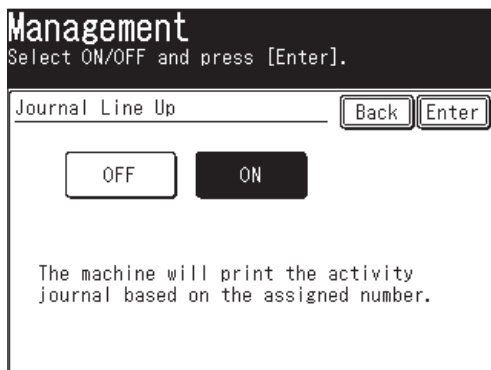 Management
Select ON/OFF and press [Enter].
Journal Line Up
Back Enter
OFF ON
The machine will print the activity
journal based on the assigned number.